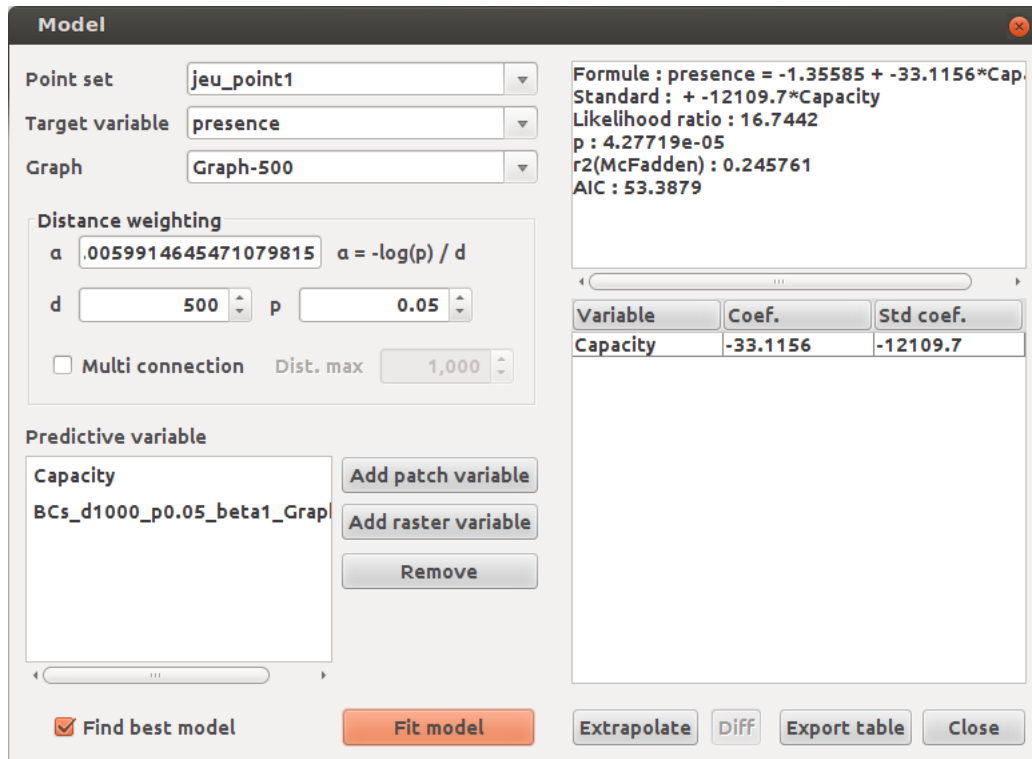 Model
Point set jeu_point1
Target variable presence
Graph Graph-500
Distance weighting
a .0059914645471079815 a = -log(p) / d
d 500 p 0.05
Multi connection Dist. max 1,000
Predictive variable
Capacity
BCs_d1000_p0.05_beta1_Grap
Add patch variable
Add raster variable
Remove
Find best model
Fit model
Formule : presence = -1.35585 + -33.1156*Cap
Standard : + -12109.7*Capacity
Likelihood ratio : 16.7442
p : 4.27719e-05
r2(McFadden) : 0.245761
AIC : 53.3879
Variable Coef. Std coef.
Capacity -33.1156 -12109.7
Extrapolate Diff Export table Close